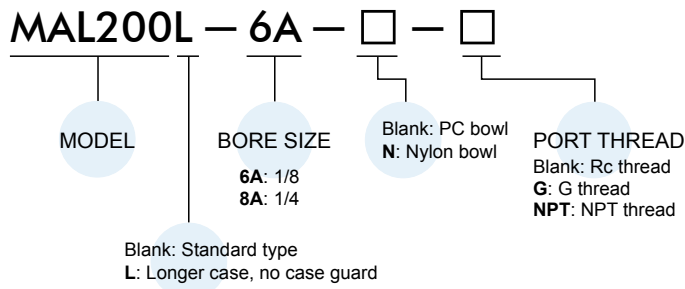 MAL200L – 6A – □ – □
MODEL
BORE SIZE
6A: 1/8
8A: 1/4
Blank: PC bowl
N: Nylon bowl
PORT THREAD
Blank: Rc thread
G: G thread
NPT: NPT thread
Blank: Standard type
L: Longer case, no case guard